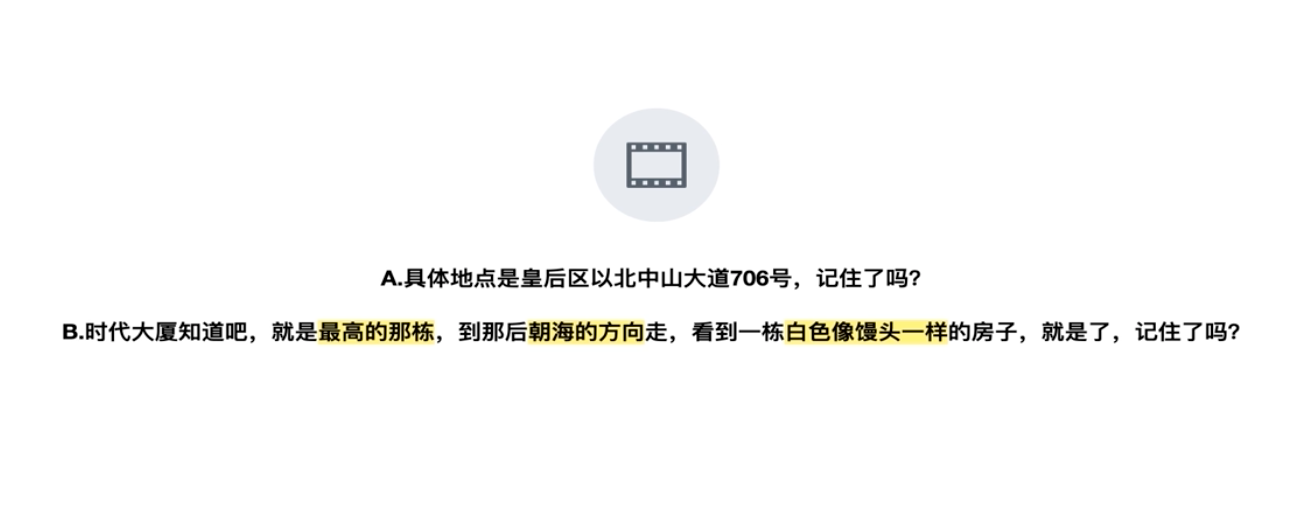 A.具体地点是皇后区以北中山大道706号，记住了吗?
B.时代大厦知道吧，就是最高的那栋，到那后朝海的方向走，看到一栋白色像馒头一样的房子，就是了，记住了吗?